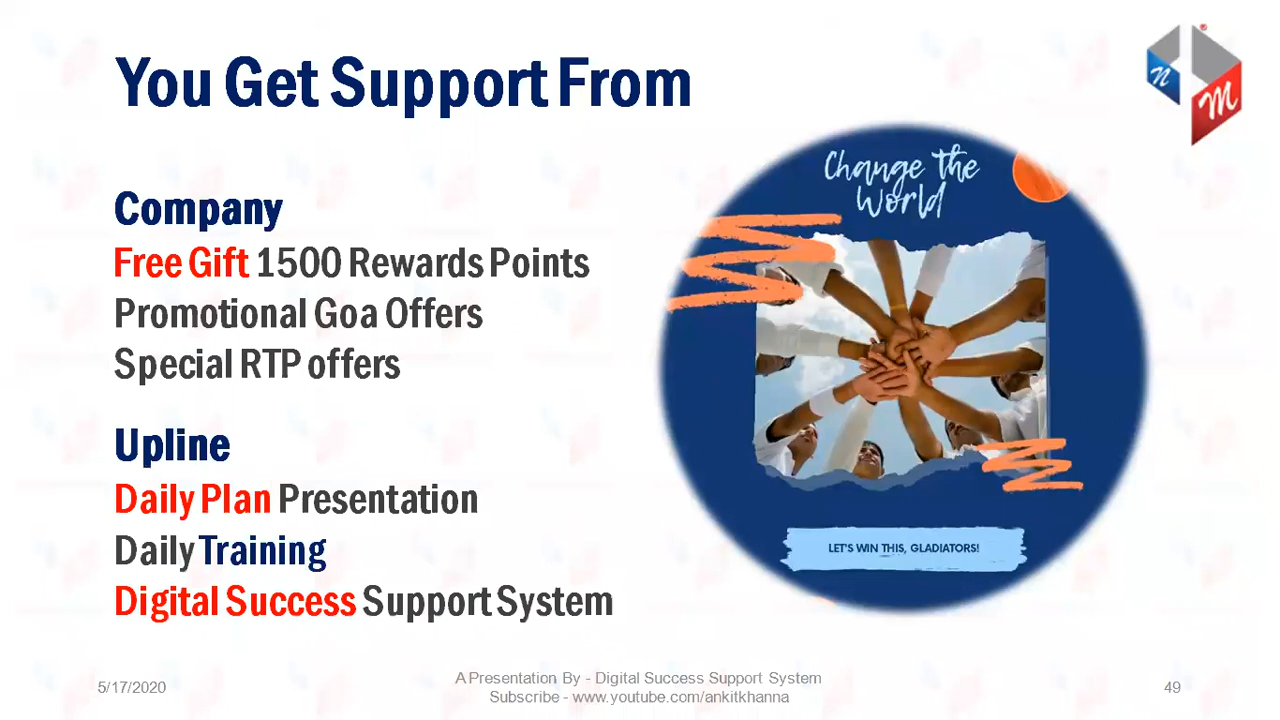 You Get Support From
n
M
Change the
World
Company
Free Gift 1500 Rewards Points
Promotional Goa Offers
Special RTP offers
Upline
Daily Plan Presentation
Daily Training
Digital Success Support System
LET'S WIN THIS, GLADIATORS!
5/17/2020
A Presentation By - Digital Success Support System
Subscribe - www.youtube.com/ankitkhanna
49